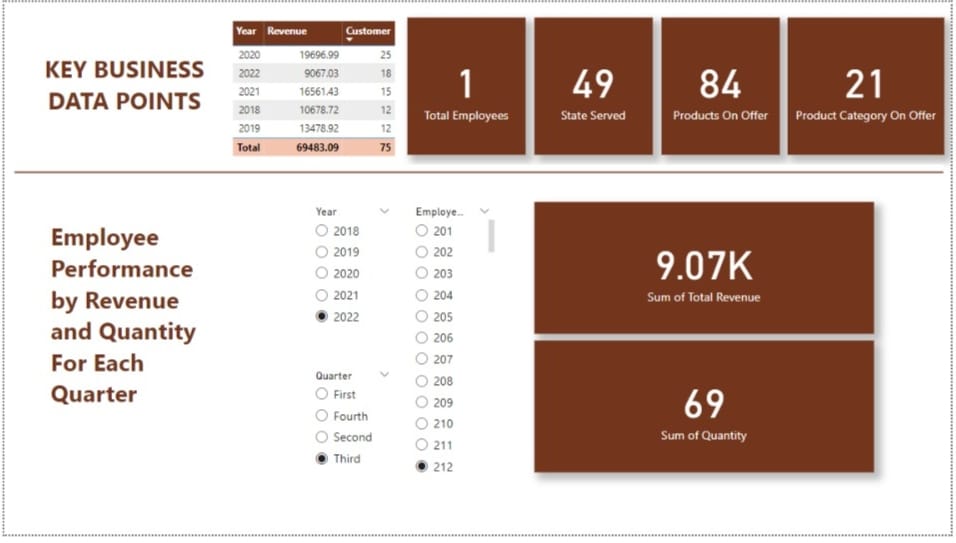 KEY BUSINESS
DATA POINTS
Year Revenue Customer
2020 19696.99 25
2022 9067.03 18
2021 16561.43 15
2018 10678.72 12
2019 13478.92 12
Total 69483.09 75
1
Total Employees
49
State Served
84
Products On Offer
21
Product Category On Offer
Employee
Performance
by Revenue
and Quantity
For Each
Quarter
Year
2018
2019
2020
2021
2022
Quarter
First
Fourth
Second
Third
Employe...
201
202
203
204
205
206
207
208
209
210
211
212
9.07K
Sum of Total Revenue
69
Sum of Quantity